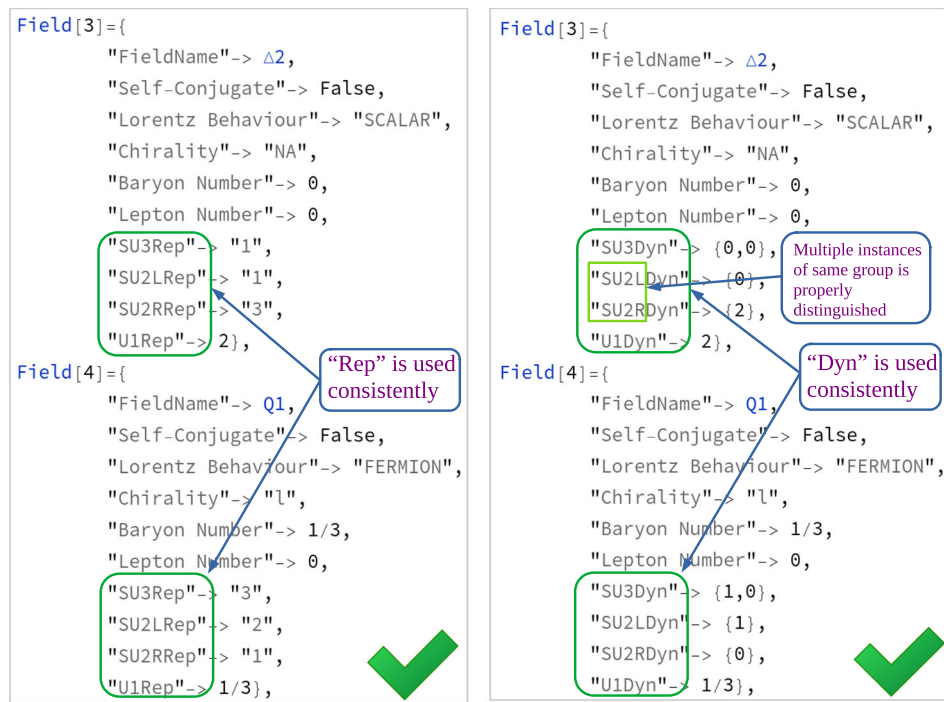 Field[3]={
"FieldName"-> Δ2,
"Self-Conjugate"-> False,
"Lorentz Behaviour"-> "SCALAR",
"Chirality"-> "NA",
"Baryon Number"-> 0,
"Lepton Number"-> 0,
"SU3Rep"-> "1",
"SU2LRep"-> "1",
"SU2RRep"-> "3",
"U1Rep"-> 2},
“Rep” is used
consistently
Field[4]={
"FieldName"-> Q1,
"Self-Conjugate"-> False,
"Lorentz Behaviour"-> "FERMION",
"Chirality"-> "l",
"Baryon Number"-> 1/3,
"Lepton Number"-> 0,
"SU3Rep"-> "3",
"SU2LRep"-> "2",
"SU2RRep"-> "1",
"U1Rep"-> 1/3},
Field[3]={
"FieldName"-> Δ2,
"Self-Conjugate"-> False,
"Lorentz Behaviour"-> "SCALAR",
"Chirality"-> "NA",
"Baryon Number"-> 0,
"Lepton Number"-> 0,
"SU3Dyn"-> {0,0},
"SU2LDyn"-> {0},
"SU2RDyn"-> {2},
"U1Dyn"-> 2},
Multiple instances
of same group is
properly
distinguished
“Dyn” is used
consistently
Field[4]={
"FieldName"-> Q1,
"Self-Conjugate"-> False,
"Lorentz Behaviour"-> "FERMION",
"Chirality"-> "l",
"Baryon Number"-> 1/3,
"Lepton Number"-> 0,
"SU3Dyn"-> {1,0},
"SU2LDyn"-> {1},
"SU2RDyn"-> {0},
"U1Dyn"-> 1/3},